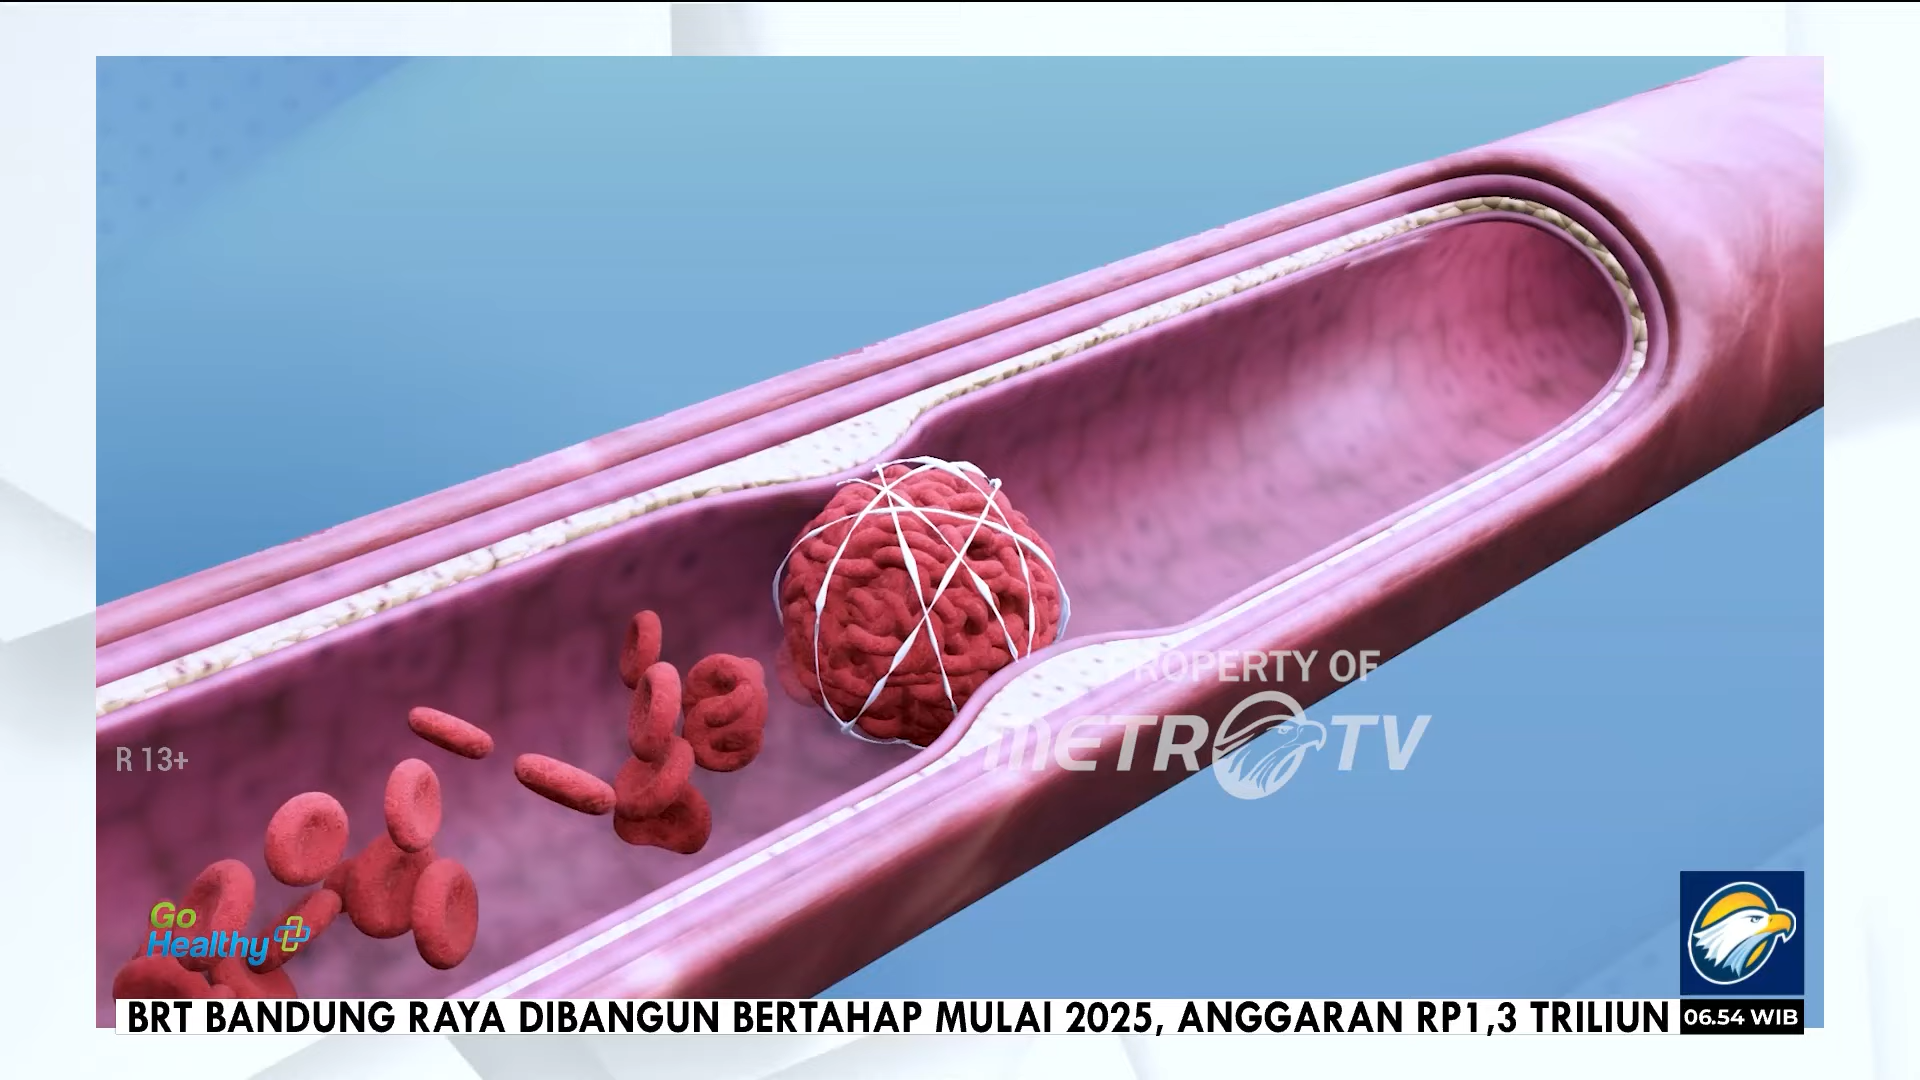 PROPERTY OF
METRO TV
R 13+
Go
Healthy
BRT BANDUNG RAYA DIBANGUN BERTAHAP MULAI 2025, ANGGARAN RP1,3 TRILIUN
06.54 WIB